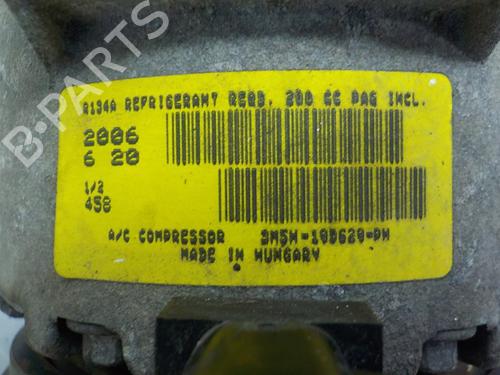 B-PARTS
R134A REFRIGERANT REQD. 200 CC PAG INCL.
2006
6 20
1/2
458
A/C COMPRESSOR 3M5H-19D629-PH
MADE IN HUNGARY